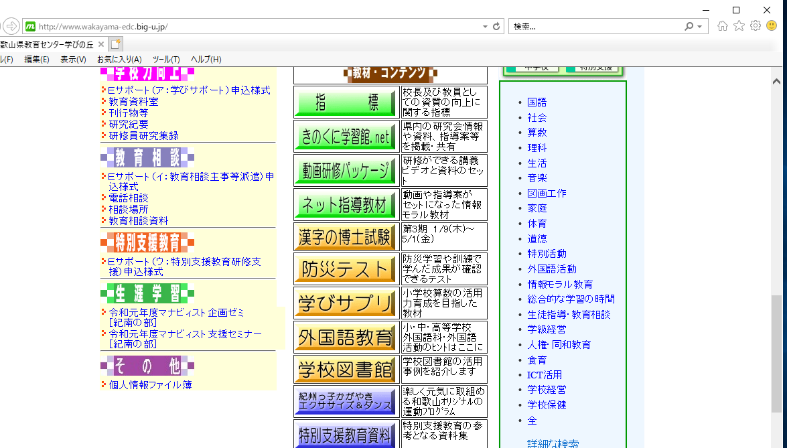 http://www.wakayama-edc.big-u.jp/
検索...
歌山県教育センター学びの丘
ル(F) 編集(E) 表示(V) お気に入り(A) ツール(T) ヘルプ(H)
学校力向上
Eサポート(ア:学びサポート)申込様式
教育資料室
刊行物等
研究紀要
研修員研究集録
教育相談
Eサポート(イ:教育相談主事等派遣)申
込様式
電話相談
相談場所
教育相談資料
特別支援教育
Eサポート(ウ:特別支援教育研修支
援)申込様式
生涯学習
令和元年度マナビィスト企画ゼミ
[紀南の部]
令和元年度マナビィスト支援セミナー
[紀南の部]
その他
個人情報ファイル簿
教材・コンテンツ
指標
校長及び教員とし
ての資質の向上に
関する指標
きのくに学習館.net
県内の研究会情報
や資料、指導案等
を掲載・共有
動画研修パッケージ
研修ができる講義
ビデオと資料のセッ
ト
ネット指導教材
動画や指導案が
セットになった情報
モラル教材
漢字の博士試験
第3期 1/9(木)~
5/1(金)
防災テスト
防災学習や訓練で
学んだ成果が確認
できるテスト
学びサプリ
小学校算数の活用
力育成を目指した
教材
外国語教育
小・中・高等学校
外国語科・外国語
活動のヒントはここに
学校図書館
学校図書館の活用
事例を紹介します
紀州っ子かがやき
エクササイズ&ダンス
楽しく元気に取組め
る和歌山オリジナルの
運動プログラム
特別支援教育資料
特別支援教育の参
考となる資料集
中学校 特別支援
国語
社会
算数
理科
生活
音楽
図画工作
家庭
体育
道徳
特別活動
外国語活動
情報モラル教育
総合的な学習の時間
生徒指導・教育相談
学級経営
人権・同和教育
食育
ICT活用
学校経営
学校保健
全
詳細な検索